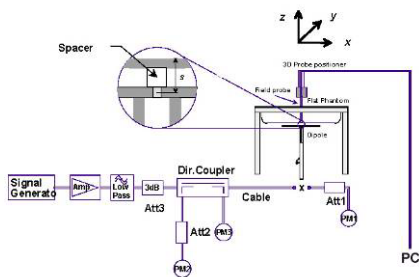 z
y
x
3D Probe positioner
Spacer
s
Field probe
Flat Phantom
Dipole
Dir.Coupler
Signal
Generato
Amp
Low
Pass
3dB
Att3
Cable
x
Att1
Att2
PM3
PM1
PM2
PC